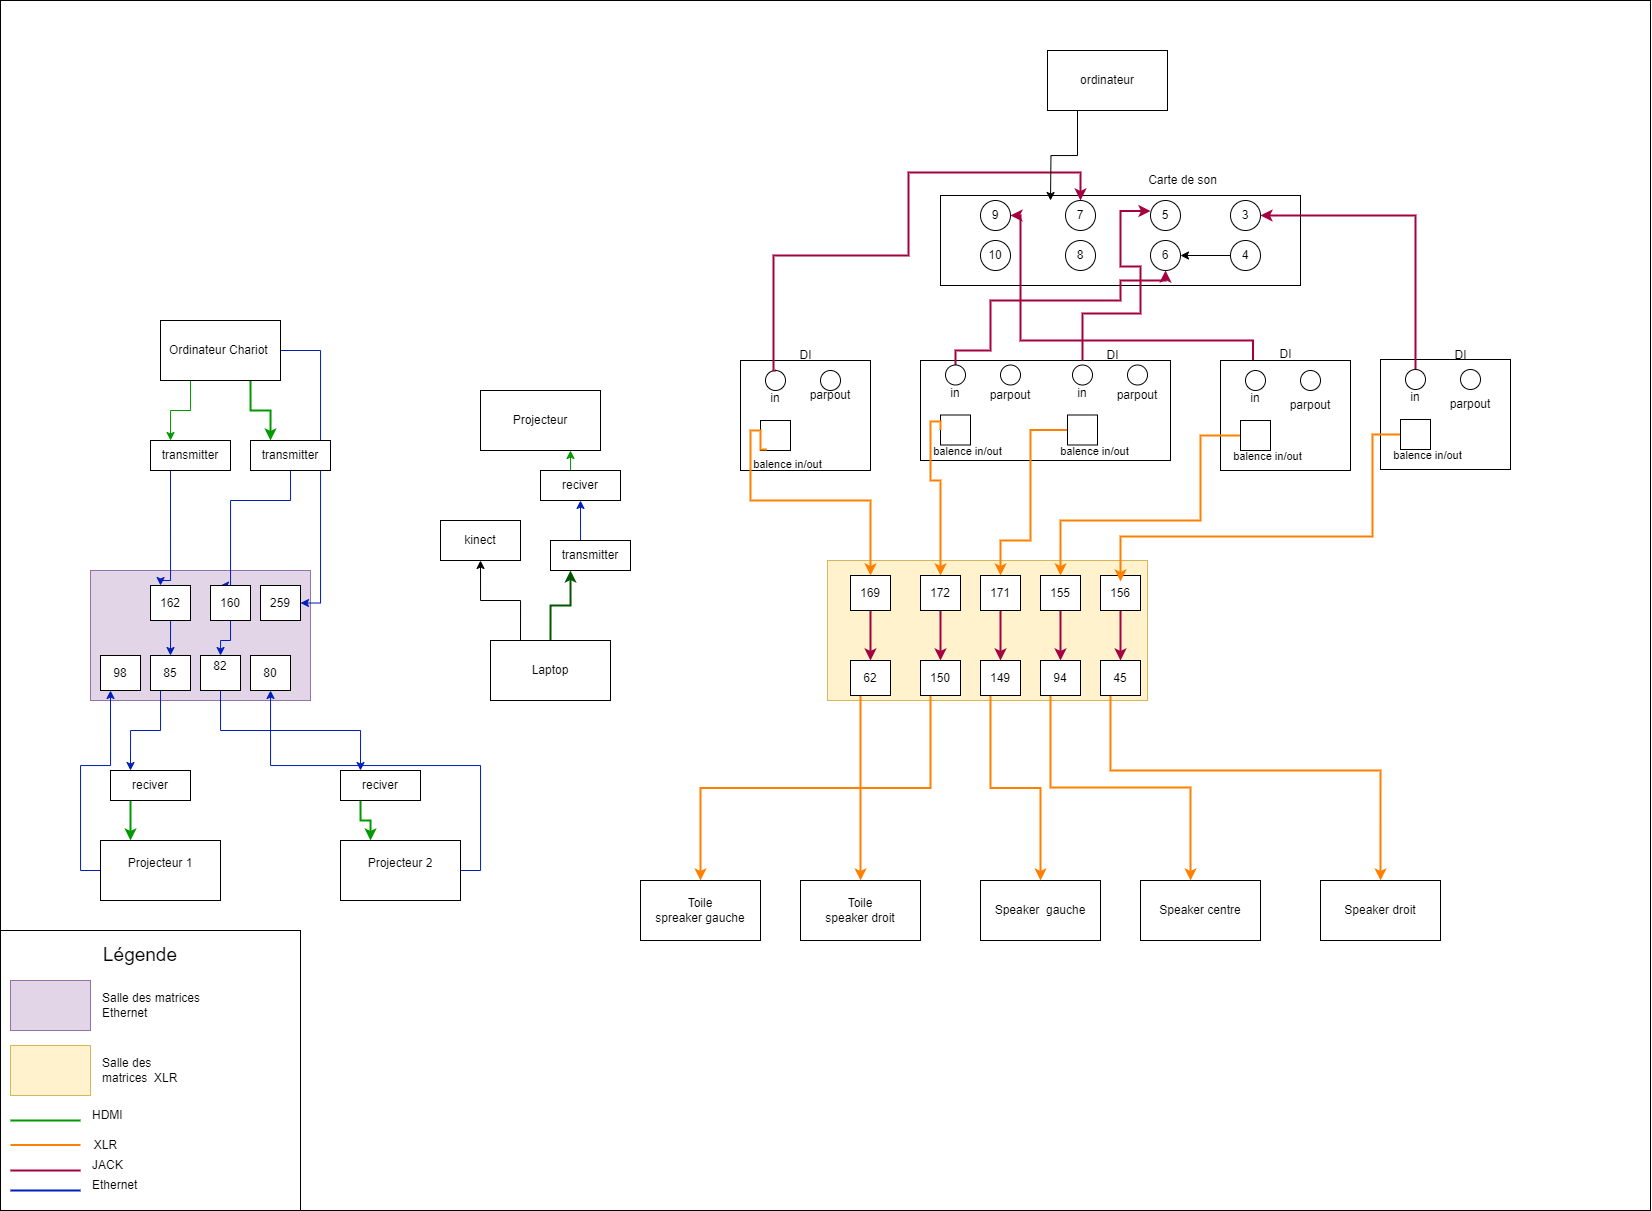 ordinateur
Carte de son
9
7
5
3
10
8
6
4
Ordinateur Chariot
transmitter
transmitter
162
160
259
98
85
82
80
reciver
reciver
Projecteur 1
Projecteur 2
Projecteur
reciver
kinect
transmitter
Laptop
DI
in
parpout
balence in/out
DI
in
parpout
in
parpout
balence in/out
balence in/out
DI
in
parpout
balence in/out
DI
in
parpout
balence in/out
169
172
171
155
156
62
150
149
94
45
Toile
spreaker gauche
Toile
speaker droit
Speaker  gauche
Speaker centre
Speaker droit
Légende
Salle des matrices
Ethernet
Salle des
matrices  XLR
HDMI
XLR
JACK
Ethernet